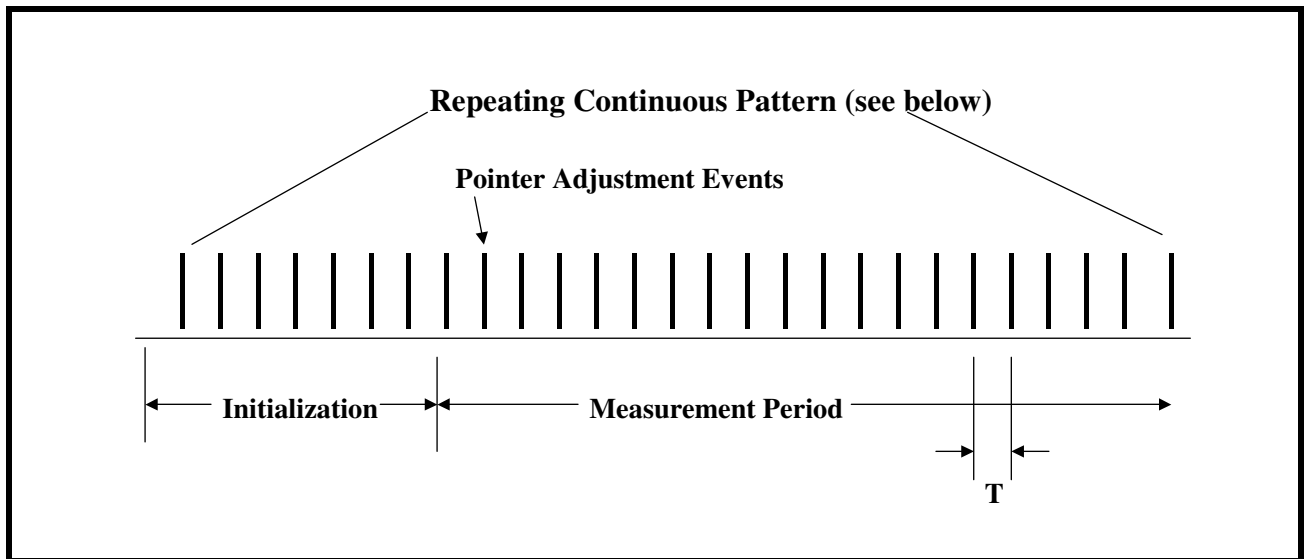 Repeating Continuous Pattern (see below)
Pointer Adjustment Events
Initialization
Measurement Period
T